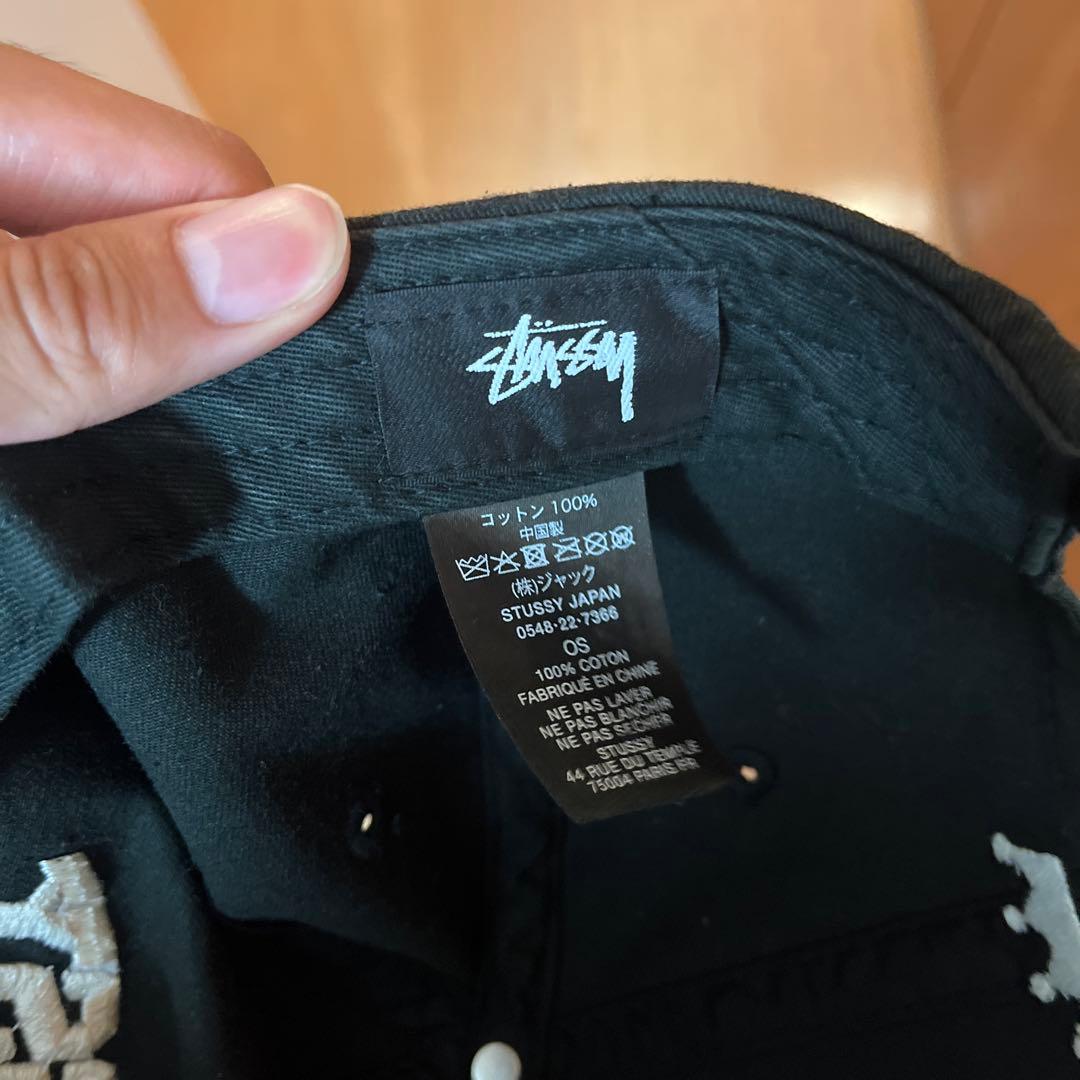 Stüssy
コットン 100%
中国製
(株)ジャック
STUSSY JAPAN
0548-22-7366
OS
100% COTON
FABRIQUÉ EN CHINE
NE PAS LAVER
NE PAS BLANCHIR
NE PAS SÉCHER
STUSSY
44 RUE DU TEMPLE
75004 PARIS FR